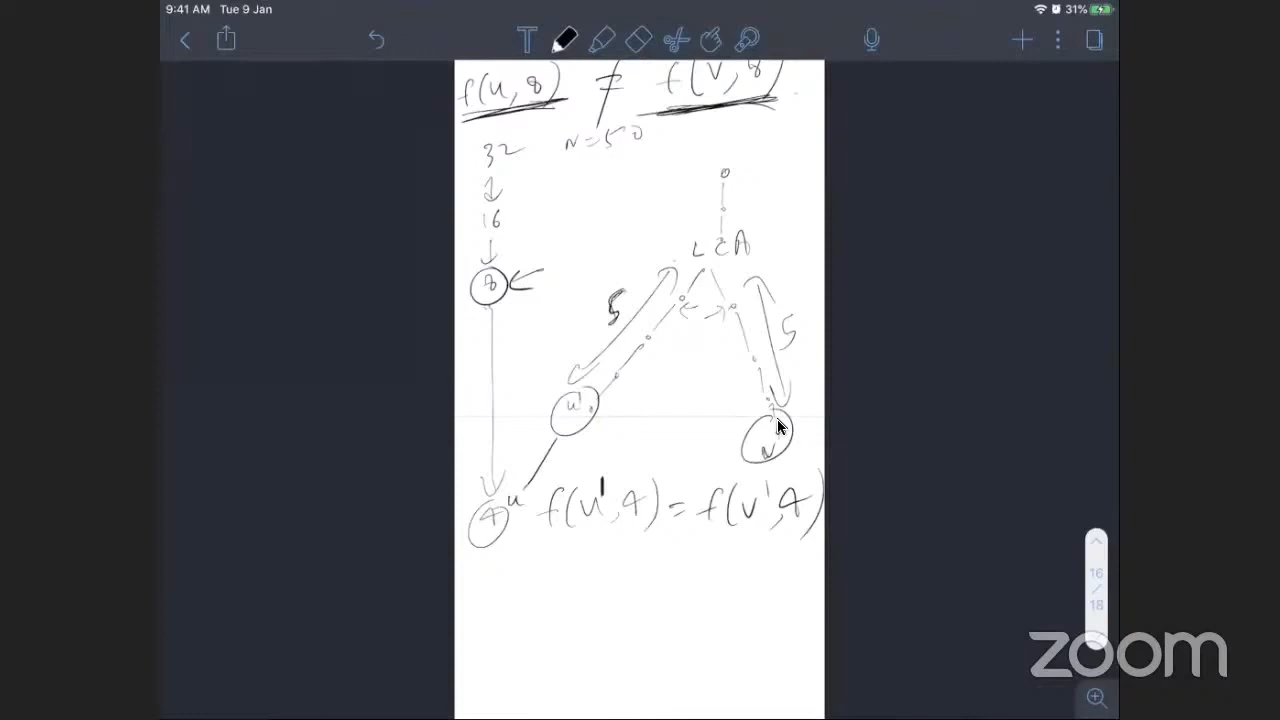 9:41 AM Tue 9 Jan
31%
T
f(u, 8) ≠ f(v, 8)
N=50
32
16
8
LCA
5
5
u'
v
4
u
f(u', 4) = f(v', 4)
16
/
18
zoom